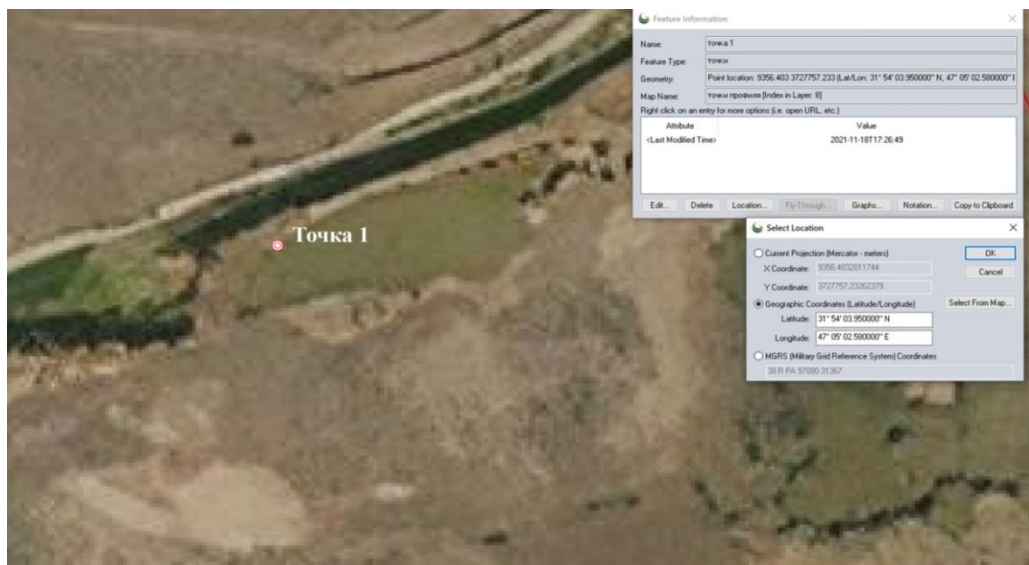 Feature Information
Name: точка 1
Feature Type: точки
Geometry: Point location: 9356.403 3727757.233 (Lat/Lon: 31° 54' 03.950000" N, 47° 05' 02.580000" E
Map Name: точки профиля [Index in Layer: 8]
Right click on an entry for more options (i.e. open URL, etc.)
Attribute Value
<Last Modified Time> 2021-11-18T17:26:49
Edit... Delete Location... Fly-Through... Graphs... Notation... Copy to Clipboard
Точка 1
Select Location
Current Projection (Mercator - meters) OK
X Coordinate: 9356.4032011744 Cancel
Y Coordinate: 3727757.23262379
Geographic Coordinates (Latitude/Longitude) Select From Map...
Latitude: 31° 54' 03.950000" N
Longitude: 47° 05' 02.580000" E
MGRS (Military Grid Reference System) Coordinates
38 R PA 97080 31367